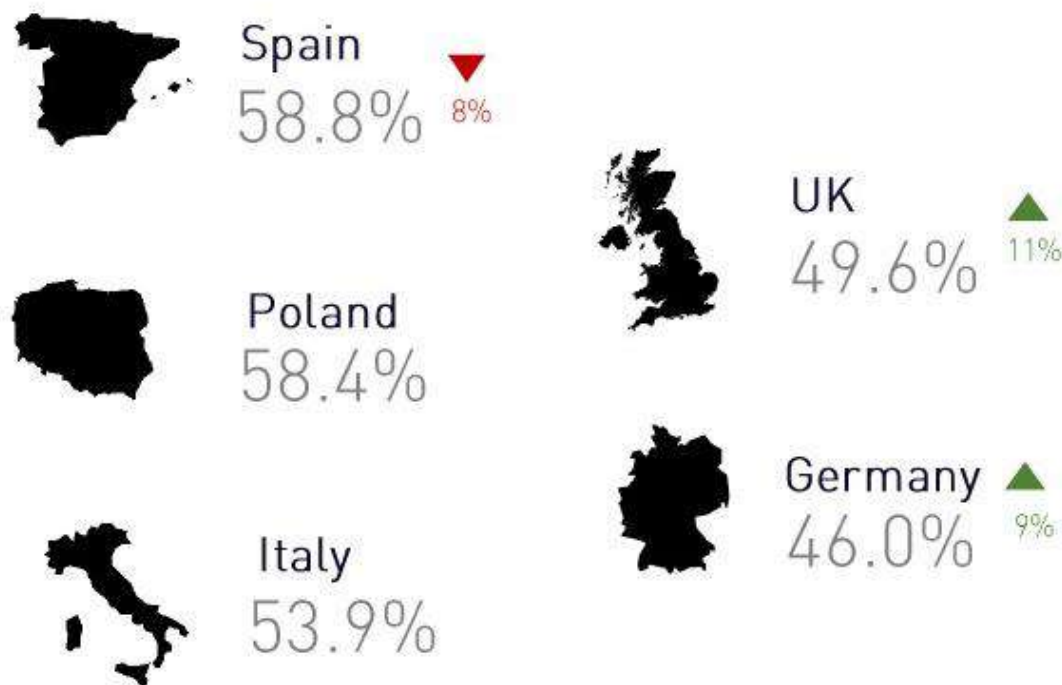 Spain
58.8%
8%
Poland
58.4%
Italy
53.9%
UK
49.6%
11%
Germany
46.0%
9%